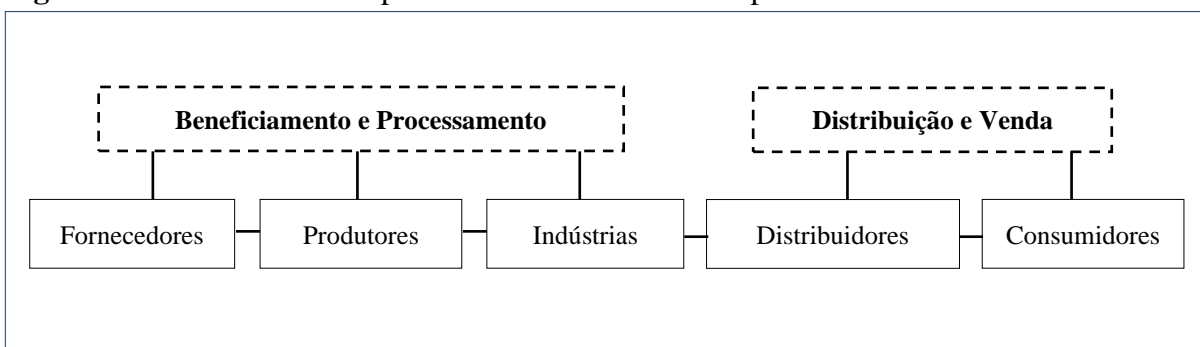 Beneficiamento e Processamento
Distribuição e Venda
Fornecedores
Produtores
Indústrias
Distribuidores
Consumidores